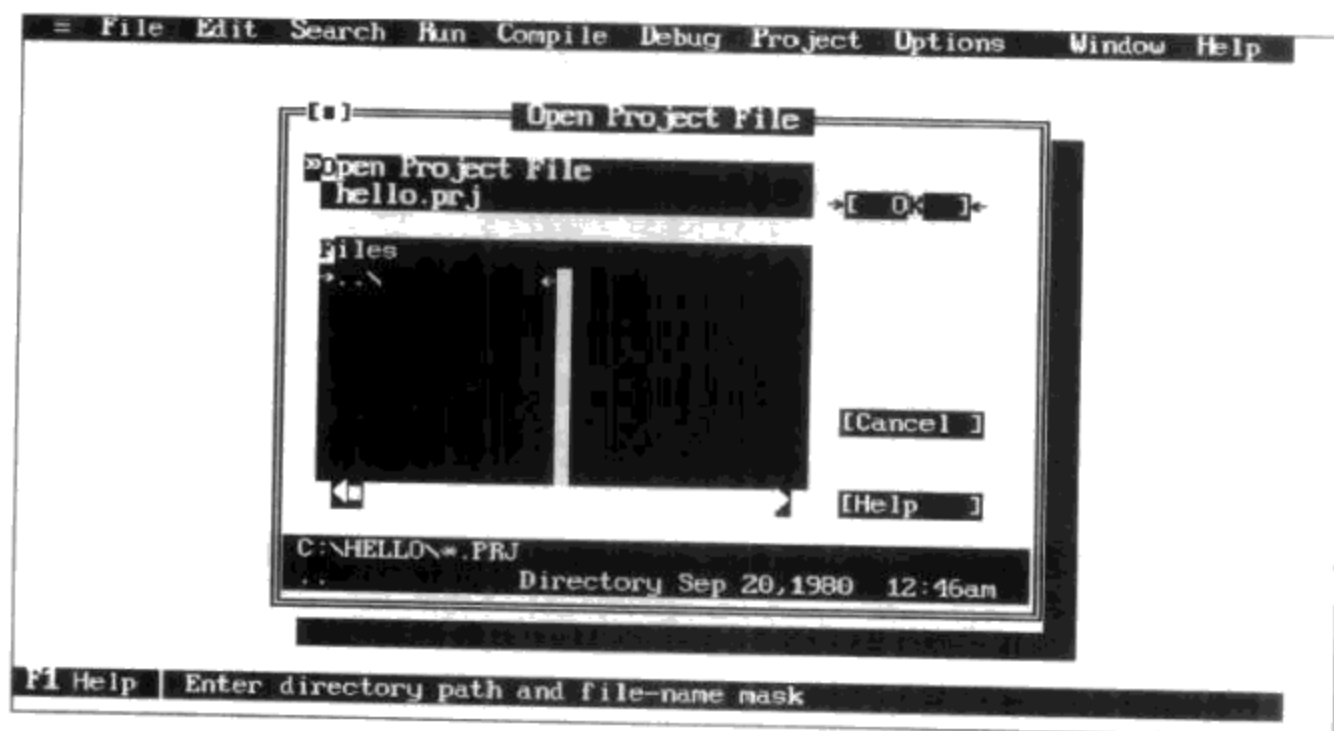 ≡ File Edit Search Run Compile Debug Project Options Window Help
[■] Open Project File
»Open Project File
hello.prj
→[ OK ]←
Files
→..\ ←
[Cancel ]
[Help ]
C:\HELLO\*.PRJ
.. Directory Sep 20,1980 12:46am
F1 Help │ Enter directory path and file-name mask